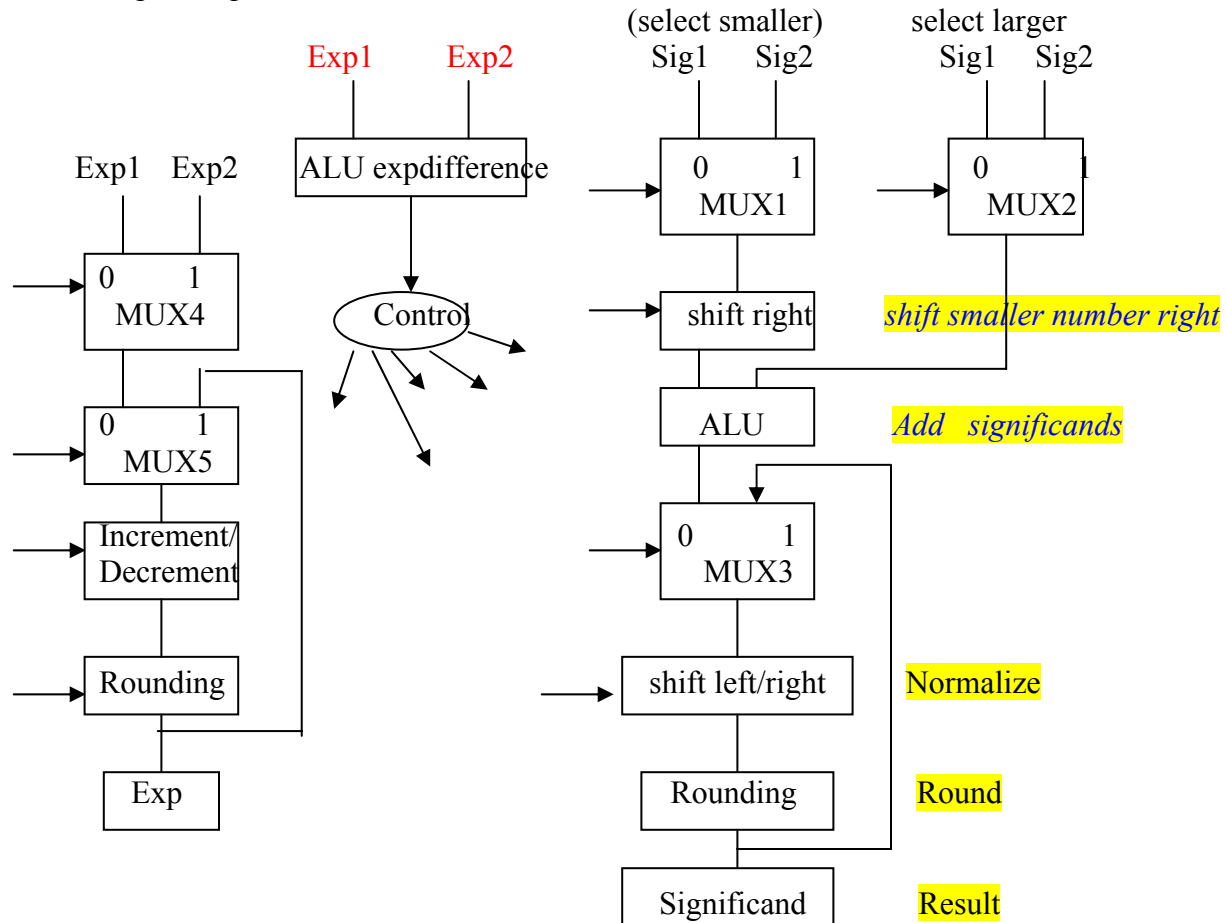 (select smaller) select larger
Exp1 Exp2 Sig1 Sig2 Sig1 Sig2
Exp1 Exp2 ALU expdifference 0 1 0 1
MUX1 MUX2
0 1
MUX4 Control shift right shift smaller number right
0 1 ALU Add significands
MUX5
Increment/ 0 1
Decrement MUX3
Rounding shift left/right Normalize
Exp Rounding Round
Significand Result